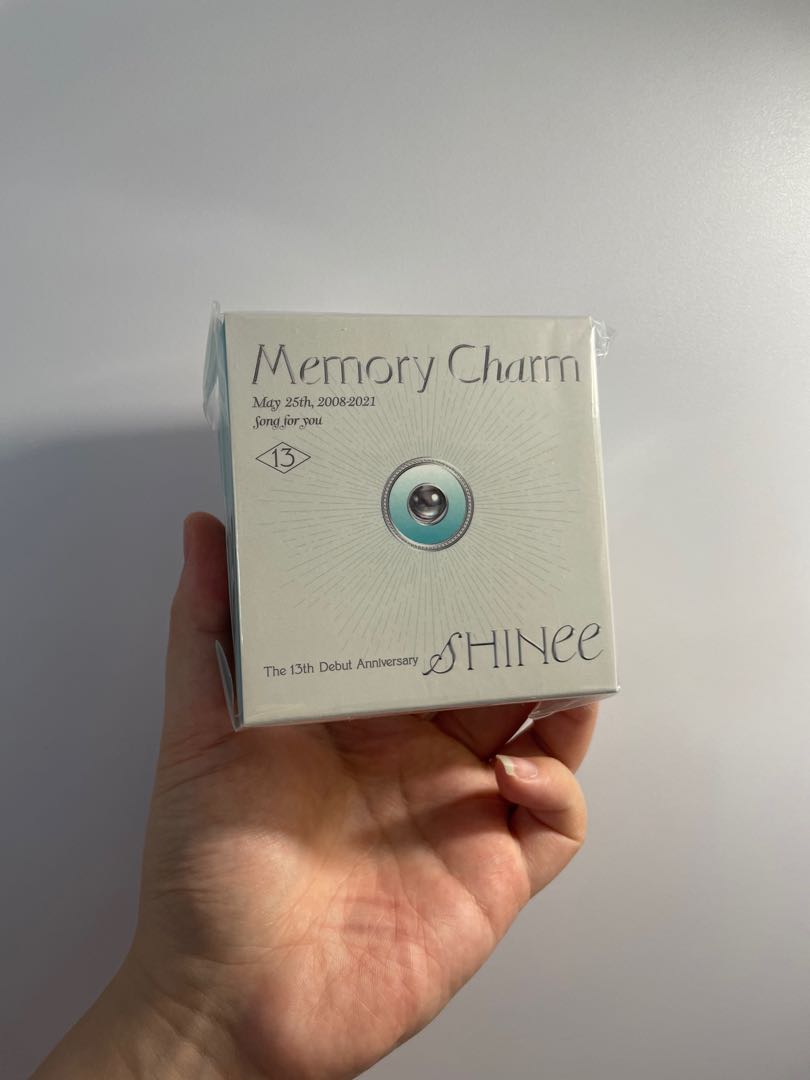 Memory Charm
May 25th, 2008-2021
Song for you
13
The 13th Debut Anniversary SHINee